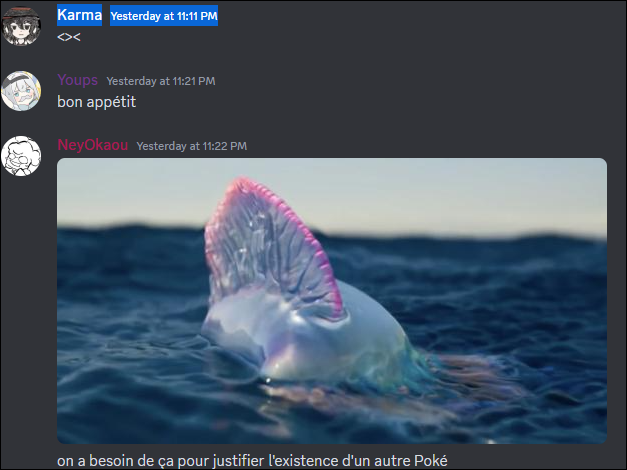 Karma Yesterday at 11:11 PM
<><
Youps Yesterday at 11:21 PM
bon appétit
NeyOkaou Yesterday at 11:22 PM
on a besoin de ça pour justifier l'existence d'un autre Poké